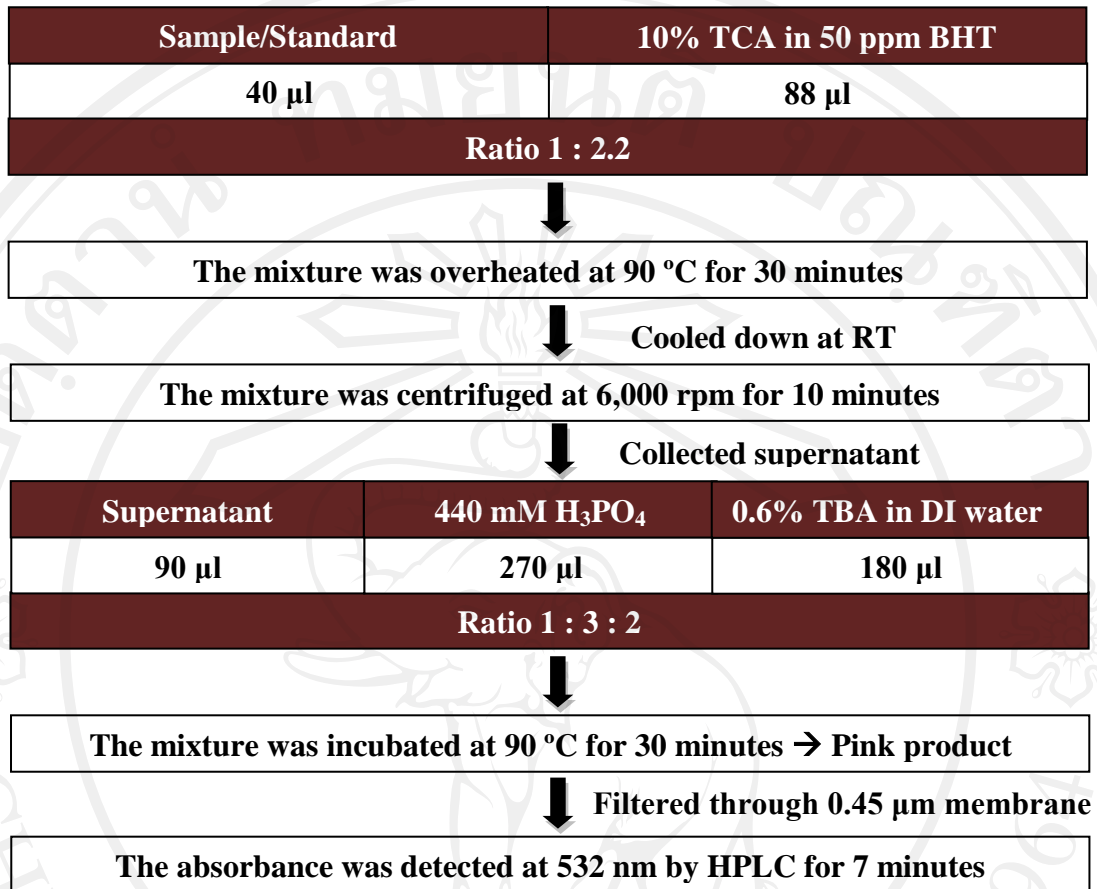 Sample/Standard 10% TCA in 50 ppm BHT
40 µl 88 µl
Ratio 1 : 2.2
The mixture was overheated at 90 ºC for 30 minutes
Cooled down at RT
The mixture was centrifuged at 6,000 rpm for 10 minutes
Collected supernatant
Supernatant 440 mM H₃PO₄ 0.6% TBA in DI water
90 µl 270 µl 180 µl
Ratio 1 : 3 : 2
The mixture was incubated at 90 ºC for 30 minutes → Pink product
Filtered through 0.45 µm membrane
The absorbance was detected at 532 nm by HPLC for 7 minutes